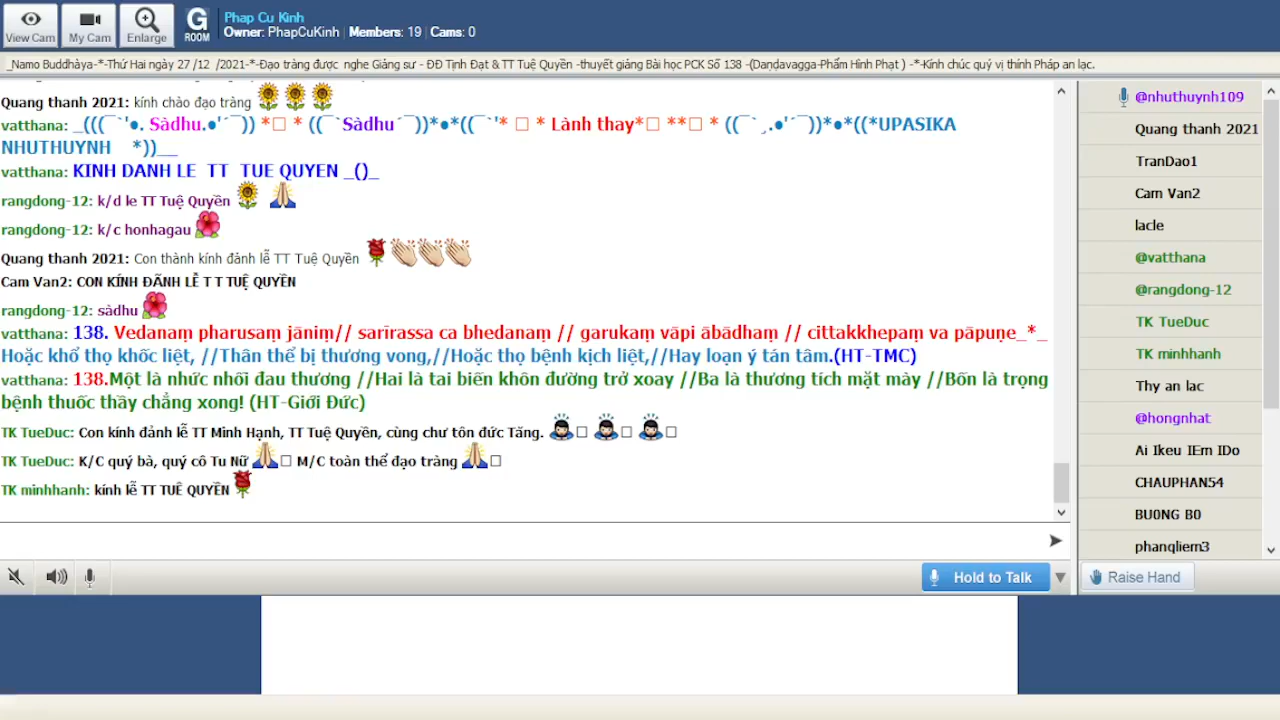 View Cam
My Cam
Enlarge
G
ROOM
Phap Cu Kinh
Owner: PhapCuKinh | Members: 19 | Cams: 0
_Namo Buddhàya-*-Thứ Hai ngày 27 /12 /2021-*-Đạo tràng được nghe Giảng sư - ĐĐ Tịnh Đạt & TT Tuệ Quyền -thuyết giảng Bài học PCK Số 138 -(Daṇḍavagga-Phẩm Hình Phạt ) -*-Kính chúc quý vị thính Pháp an lạc.
Quang thanh 2021: kính chào đạo tràng
vatthana: _(((¯`'•. Sàdhu.•'´¯)) *□ * ((¯`Sàdhu´¯))*•*((¯`'* □ * Lành thay*□ **□ * ((¯`¸.•'´¯))*•*((*UPASIKA
NHUTHUYNH *))__
vatthana: KINH DANH LE TT TUE QUYEN _()_
rangdong-12: k/d le TT Tuệ Quyền
rangdong-12: k/c honhagau
Quang thanh 2021: Con thành kính đảnh lễ TT Tuệ Quyền
Cam Van2: CON KÍNH ĐÃNH LỄ T T TUỆ QUYỀN
rangdong-12: sàdhu
vatthana: 138. Vedanaṃ pharusaṃ jāniṃ// sarīrassa ca bhedanaṃ // garukaṃ vāpi ābādhaṃ // cittakkhepaṃ va pāpuṇe_*_
Hoặc khổ thọ khốc liệt, //Thân thể bị thương vong,//Hoặc thọ bệnh kịch liệt,//Hay loạn ý tán tâm.(HT-TMC)
vatthana: 138.Một là nhức nhối đau thương //Hai là tai biến khôn đường trở xoay //Ba là thương tích mặt mày //Bốn là trọng
bệnh thuốc thầy chẳng xong! (HT-Giới Đức)
TK TueDuc: Con kính đảnh lễ TT Minh Hạnh, TT Tuệ Quyền, cùng chư tôn đức Tăng. □ □ □
TK TueDuc: K/C quý bà, quý cô Tu Nữ □ M/C toàn thể đạo tràng □
TK minhhanh: kính lễ TT TUÊ QUYỀN
Hold to Talk
@nhuthuynh109
Quang thanh 2021
TranDao1
Cam Van2
lacle
@vatthana
@rangdong-12
TK TueDuc
TK minhhanh
Thy an lac
@hongnhat
Ai Ikeu IEm IDo
CHAUPHAN54
BU0NG B0
phanqliem3
Raise Hand